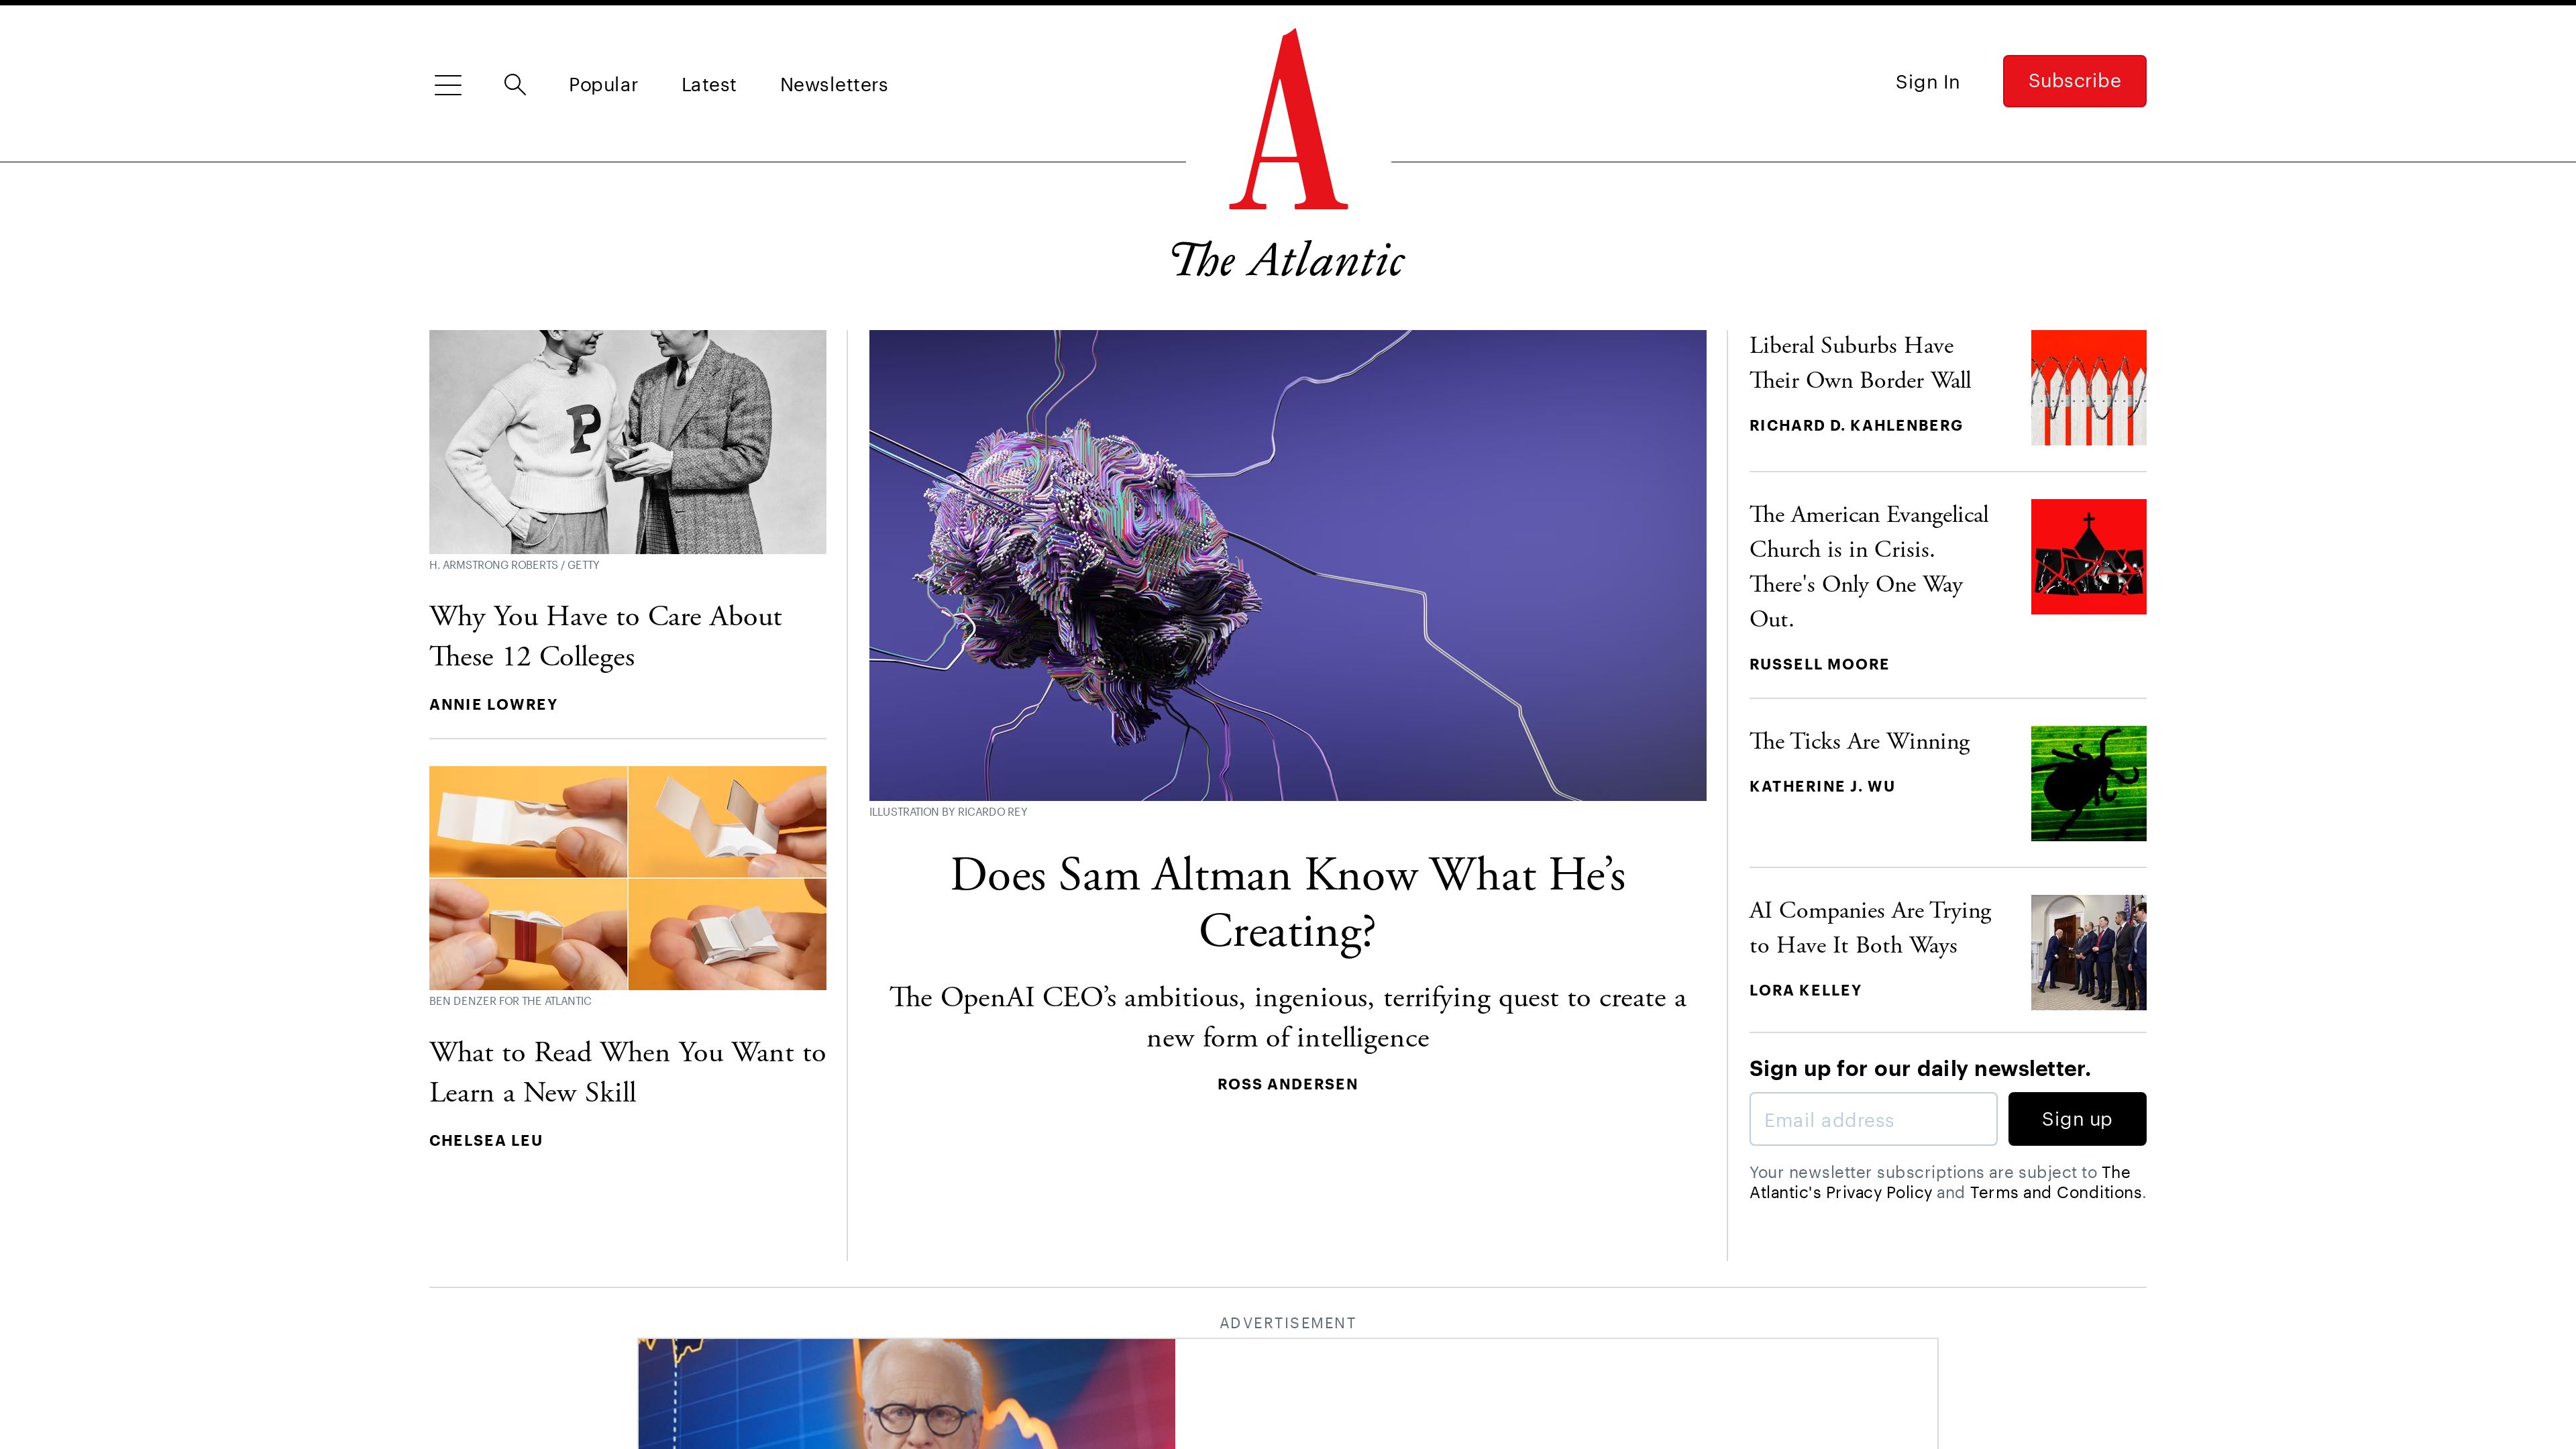 Popular
Latest
Newsletters
A
Sign In
Subscribe
The Atlantic
P
H. ARMSTRONG ROBERTS / GETTY
Why You Have to Care About
These 12 Colleges
ANNIE LOWREY
BEN DENZER FOR THE ATLANTIC
What to Read When You Want to
Learn a New Skill
CHELSEA LEU
ILLUSTRATION BY RICARDO REY
Does Sam Altman Know What He’s
Creating?
The OpenAI CEO’s ambitious, ingenious, terrifying quest to create a
new form of intelligence
ROSS ANDERSEN
Liberal Suburbs Have
Their Own Border Wall
RICHARD D. KAHLENBERG
The American Evangelical
Church is in Crisis.
There's Only One Way
Out.
RUSSELL MOORE
The Ticks Are Winning
KATHERINE J. WU
AI Companies Are Trying
to Have It Both Ways
LORA KELLEY
Sign up for our daily newsletter.
Email address
Sign up
Your newsletter subscriptions are subject to The
Atlantic's Privacy Policy and Terms and Conditions.
ADVERTISEMENT